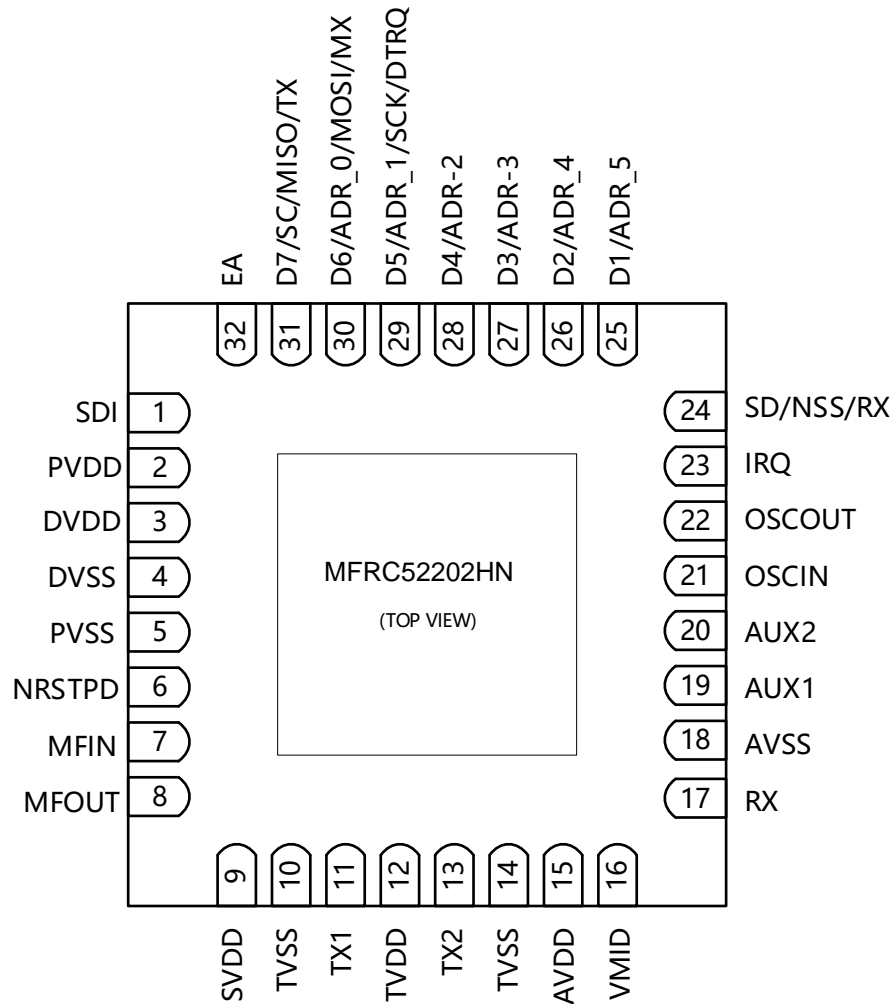 EA
D7/SC/MISO/TX
D6/ADR_0/MOSI/MX
D5/ADR_1/SCK/DTRQ
D4/ADR-2
D3/ADR-3
D2/ADR_4
D1/ADR_5
32
31
30
29
28
27
26
25
SDI 1
PVDD 2
DVDD 3
DVSS 4
PVSS 5
NRSTPD 6
MFIN 7
MFOUT 8
MFRC52202HN
(TOP VIEW)
24 SD/NSS/RX
23 IRQ
22 OSCOUT
21 OSCIN
20 AUX2
19 AUX1
18 AVSS
17 RX
9
10
11
12
13
14
15
16
SVDD
TVSS
TX1
TVDD
TX2
TVSS
AVDD
VMID